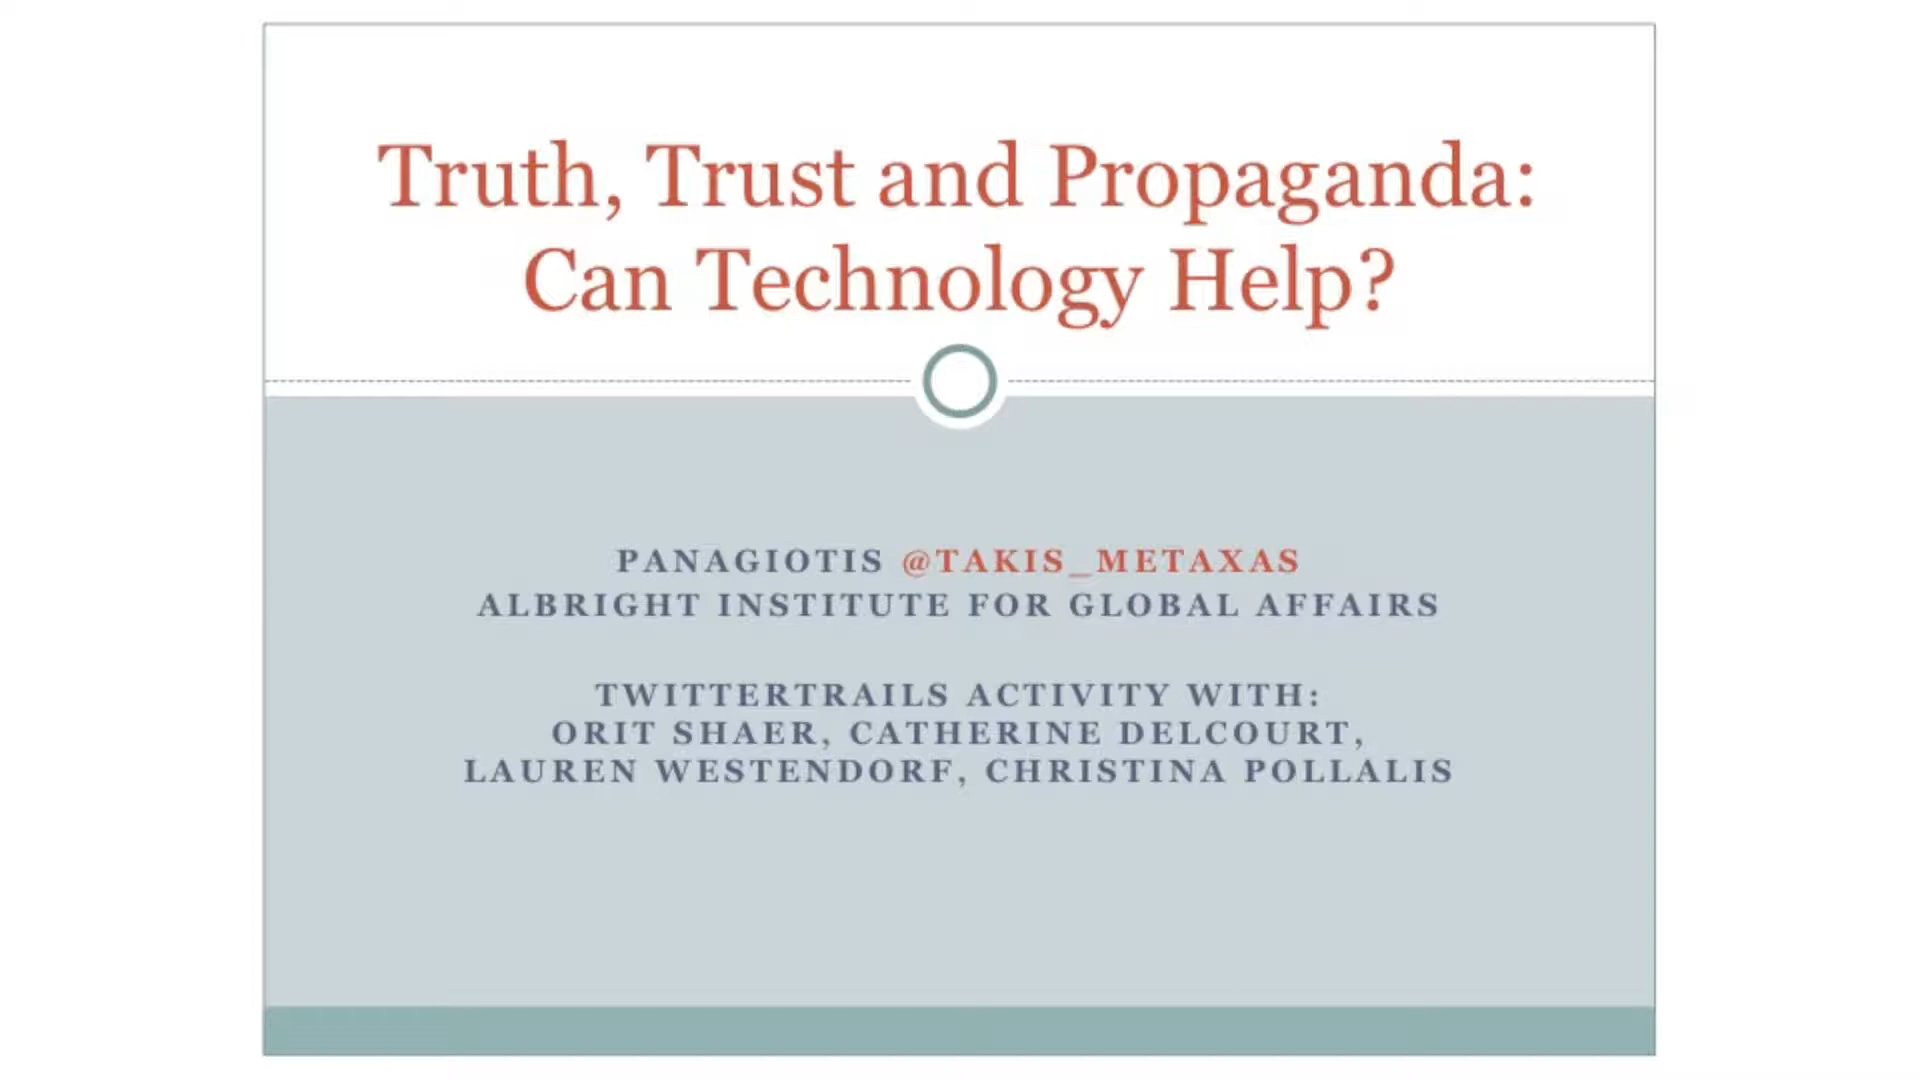 Truth, Trust and Propaganda:
Can Technology Help?
PANAGIOTIS @TAKIS_METAXAS
ALBRIGHT INSTITUTE FOR GLOBAL AFFAIRS
TWITTERTRAILS ACTIVITY WITH:
ORIT SHAER, CATHERINE DELCOURT,
LAUREN WESTENDORF, CHRISTINA POLLALIS